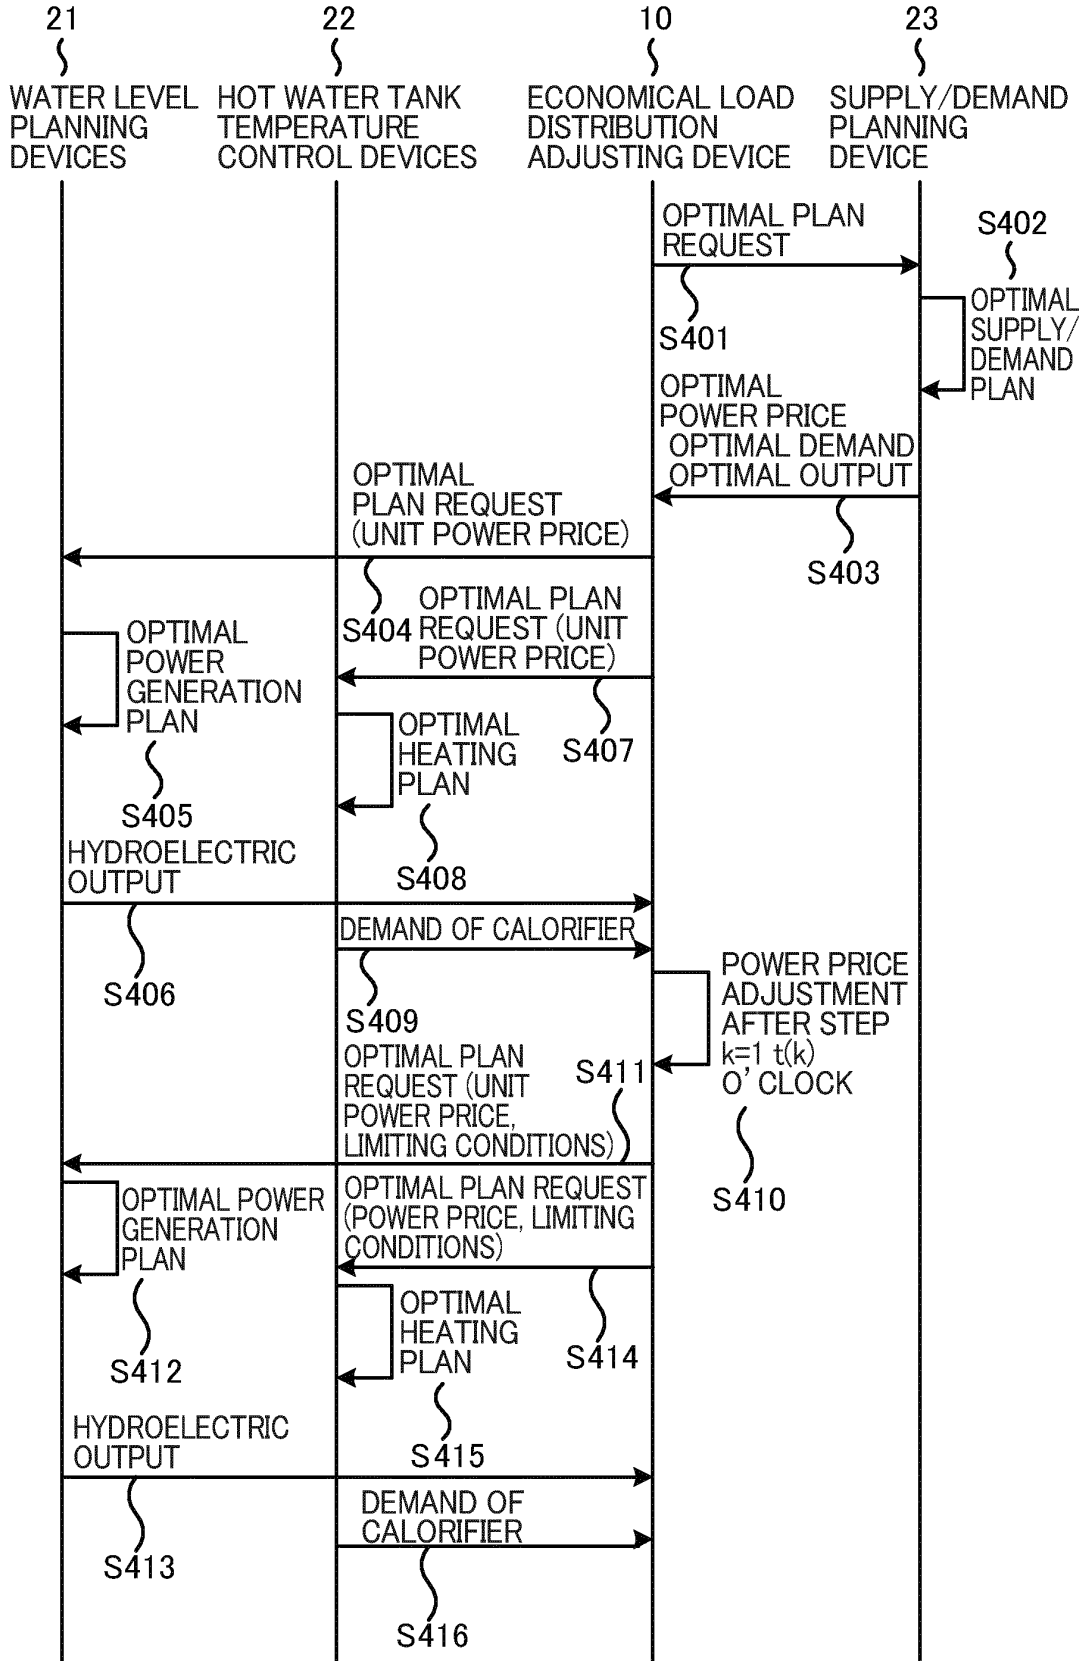 21
22
10
23
WATER LEVEL
PLANNING
DEVICES
HOT WATER TANK
TEMPERATURE
CONTROL DEVICES
ECONOMICAL LOAD
DISTRIBUTION
ADJUSTING DEVICE
SUPPLY/DEMAND
PLANNING
DEVICE
OPTIMAL PLAN
REQUEST
S401
S402
OPTIMAL
SUPPLY/
DEMAND
PLAN
OPTIMAL
POWER PRICE
OPTIMAL DEMAND
OPTIMAL OUTPUT
S403
OPTIMAL
PLAN REQUEST
(UNIT POWER PRICE)
S404
OPTIMAL PLAN
REQUEST (UNIT
POWER PRICE)
S407
OPTIMAL
POWER
GENERATION
PLAN
S405
OPTIMAL
HEATING
PLAN
S408
HYDROELECTRIC
OUTPUT
S406
DEMAND OF CALORIFIER
S409
POWER PRICE
ADJUSTMENT
AFTER STEP
k=1 t(k)
O' CLOCK
S410
OPTIMAL PLAN
REQUEST (UNIT
POWER PRICE,
LIMITING CONDITIONS)
S411
OPTIMAL POWER
GENERATION
PLAN
S412
OPTIMAL PLAN REQUEST
(POWER PRICE, LIMITING
CONDITIONS)
S414
OPTIMAL
HEATING
PLAN
S415
HYDROELECTRIC
OUTPUT
S413
DEMAND OF
CALORIFIER
S416